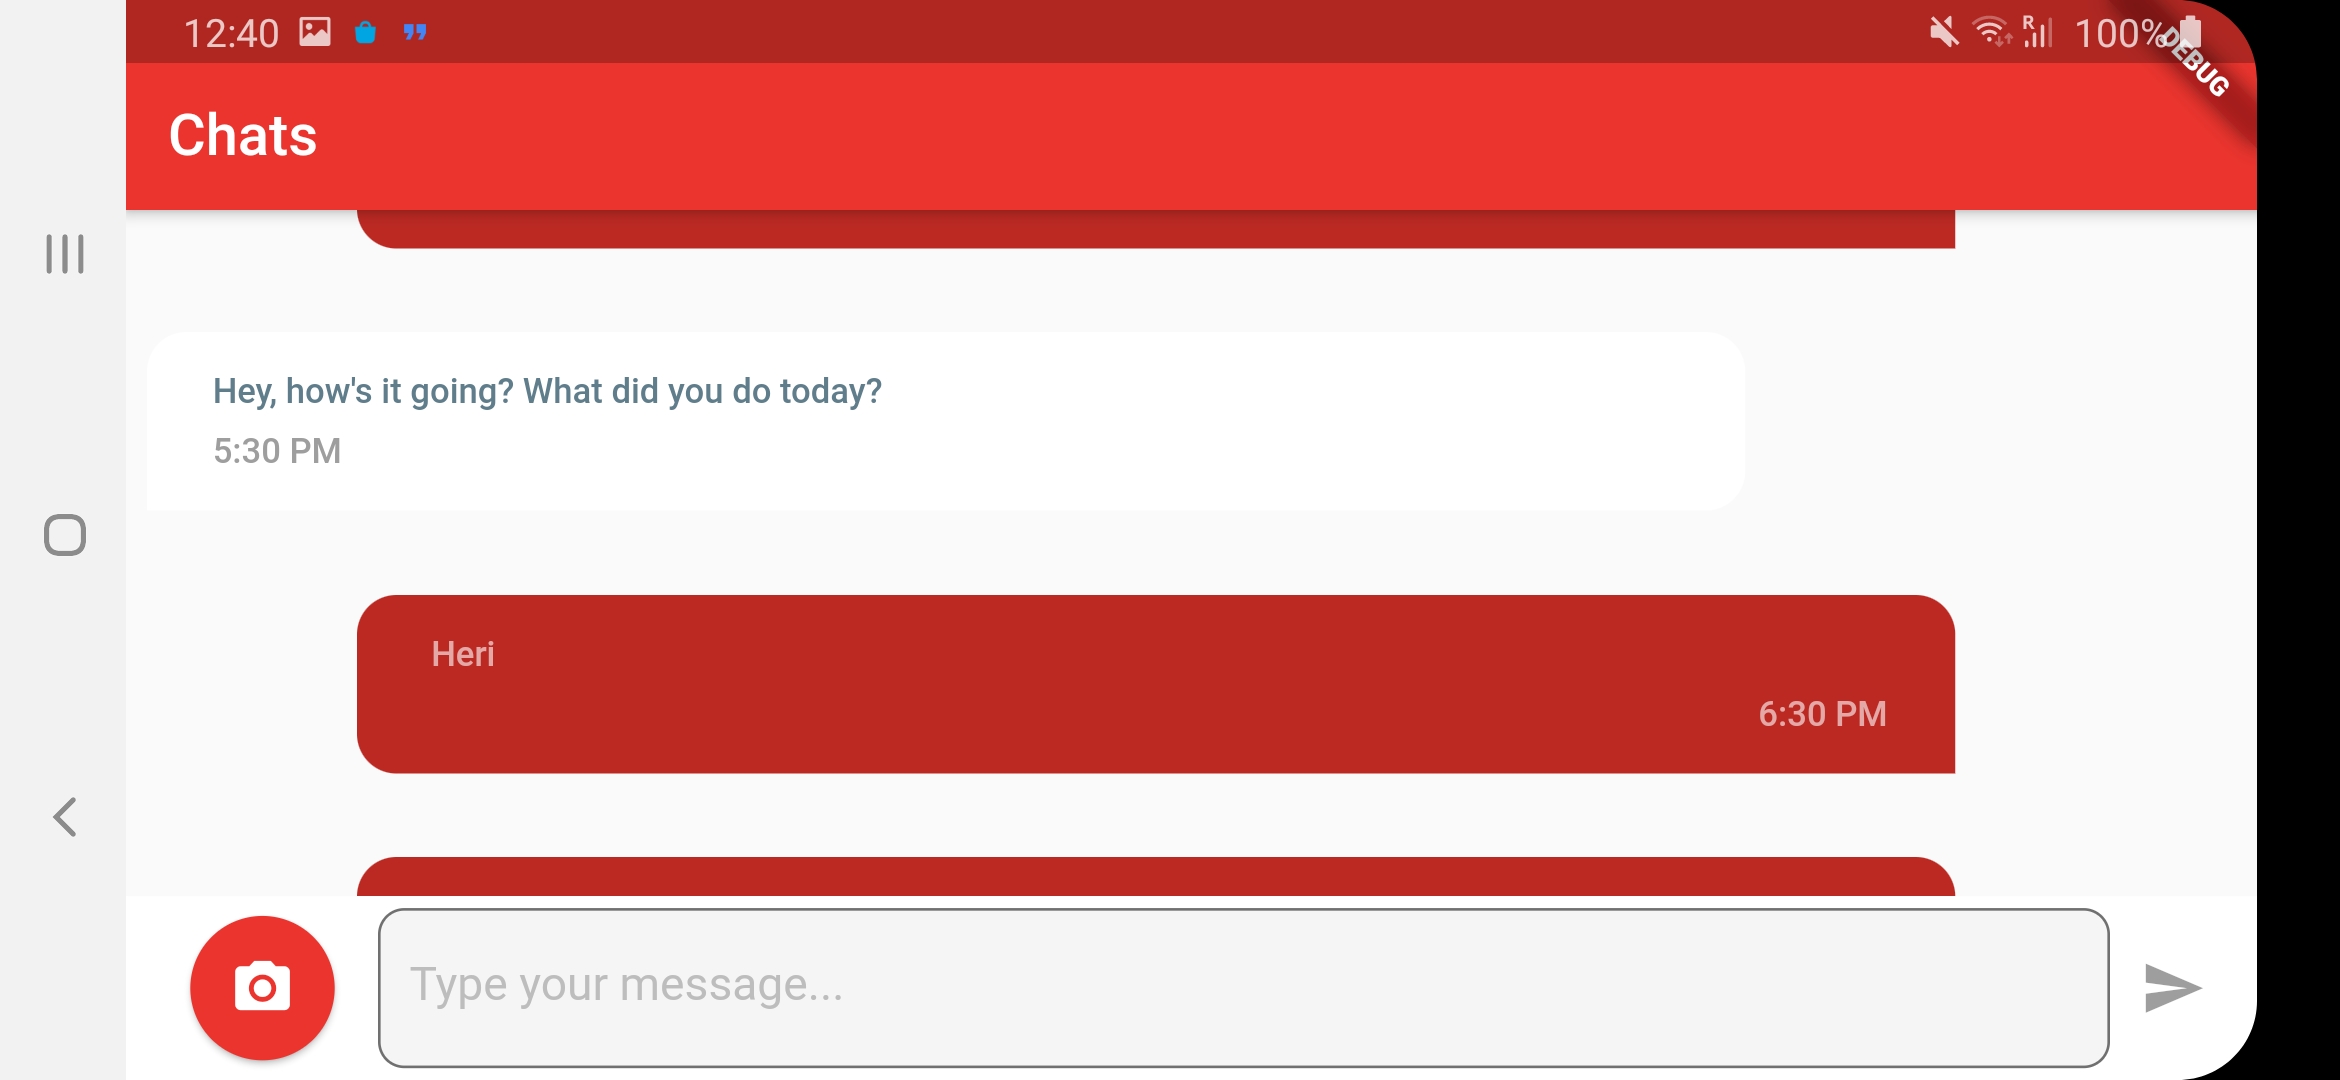 12:40
R 100%
DEBUG
Chats
Hey, how's it going? What did you do today?
5:30 PM
Heri
6:30 PM
Type your message...